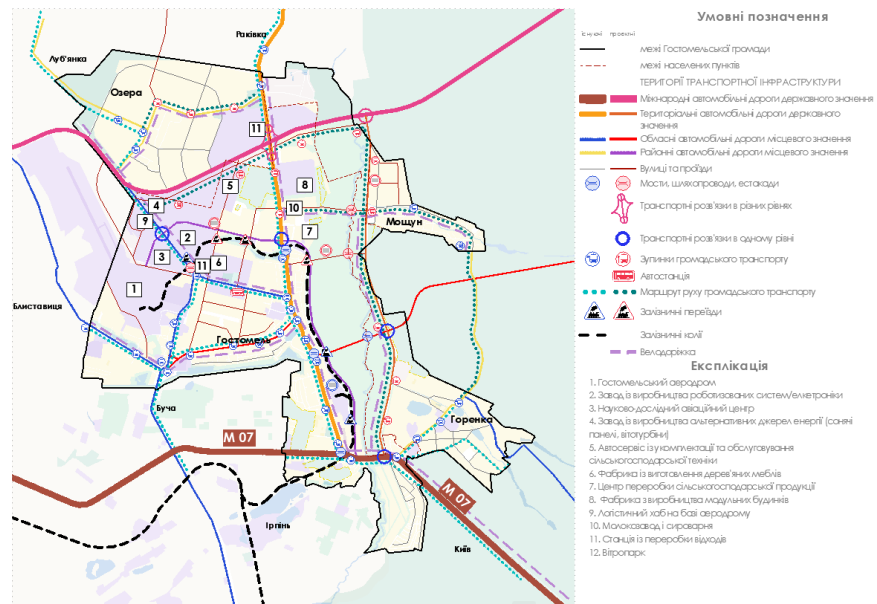 Умовні позначення
існуючі проектні
межі Гостомельської громади
межі населених пунктів
ТЕРИТОРІЇ ТРАНСПОРТНОЇ ІНФРАСТРУКТУРИ
Міжнародні автомобільні дороги державного значення
Територіальні автомобільні дороги державного
значення
Обласні автомобільні дороги місцевого значення
Районні автомобільні дороги місцевого значення
Вулиці та проїзди
Мости, шляхопроводи, естакади
Транспортні розв'язки в різних рівнях
Транспортні розв'язки в одному рівні
Зупинки громадського транспорту
Автостанція
Маршрут руху громадського транспорту
Залізничні переїзди
Залізничні колії
Велодоріжка
Експлікація
1. Гостомельський аеродром
2. Завод із виробництва роботизованих систем/електроніки
3. Науково-дослідний авіаційний центр
4. Завод із виробництва альтернативних джерел енергії (сонячні
панелі, вітротурбіни)
5. Автосервіс із укомплектації та обслуговування
сільськогосподарської техніки
6. Фабрика із виготовлення дерев'яних меблів
7. Центр переробки сільськогосподарської продукції
8. Фабрика з виробництва модульних будинків
9. Логістичний хаб на базі аеродрому
10. Молокозавод і сироварня
11. Станція із переробки відходів
12. Вітропарк
Раківка
Луб'янка
Озера
11
5
8
4
10
9
Мощун
2
7
3
11
6
1
Блиставиця
Гостомель
Буча
Горенка
М 07
М 07
Ірпінь
Київ